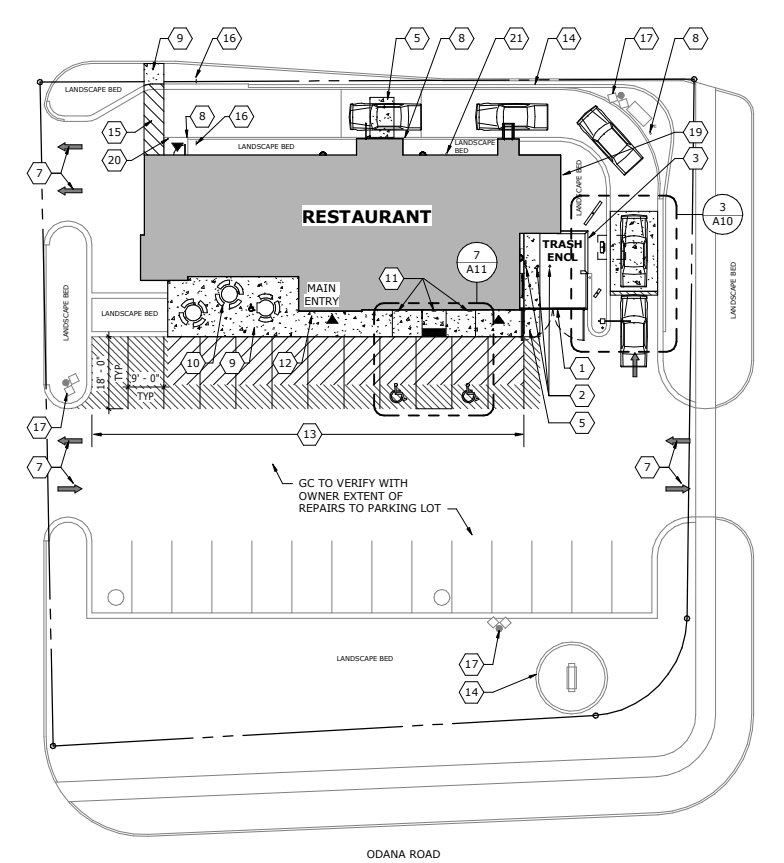 9
16
5
8
21
14
17
8
LANDSCAPE BED
15
8
16
20
LANDSCAPE BED
LANDSCAPE
BED
19
3
7
LANDSCAPE BED
3
A10
RESTAURANT
TRASH
ENCL
7
A11
11
MAIN
ENTRY
LANDSCAPE BED
LANDSCAPE BED
LANDSCAPE BED
10
9
12
1
18' - 0"
TYP
9' - 0"
TYP
2
5
17
13
7
7
GC TO VERIFY WITH
OWNER EXTENT OF
REPAIRS TO PARKING LOT
LANDSCAPE BED
17
14
ODANA ROAD